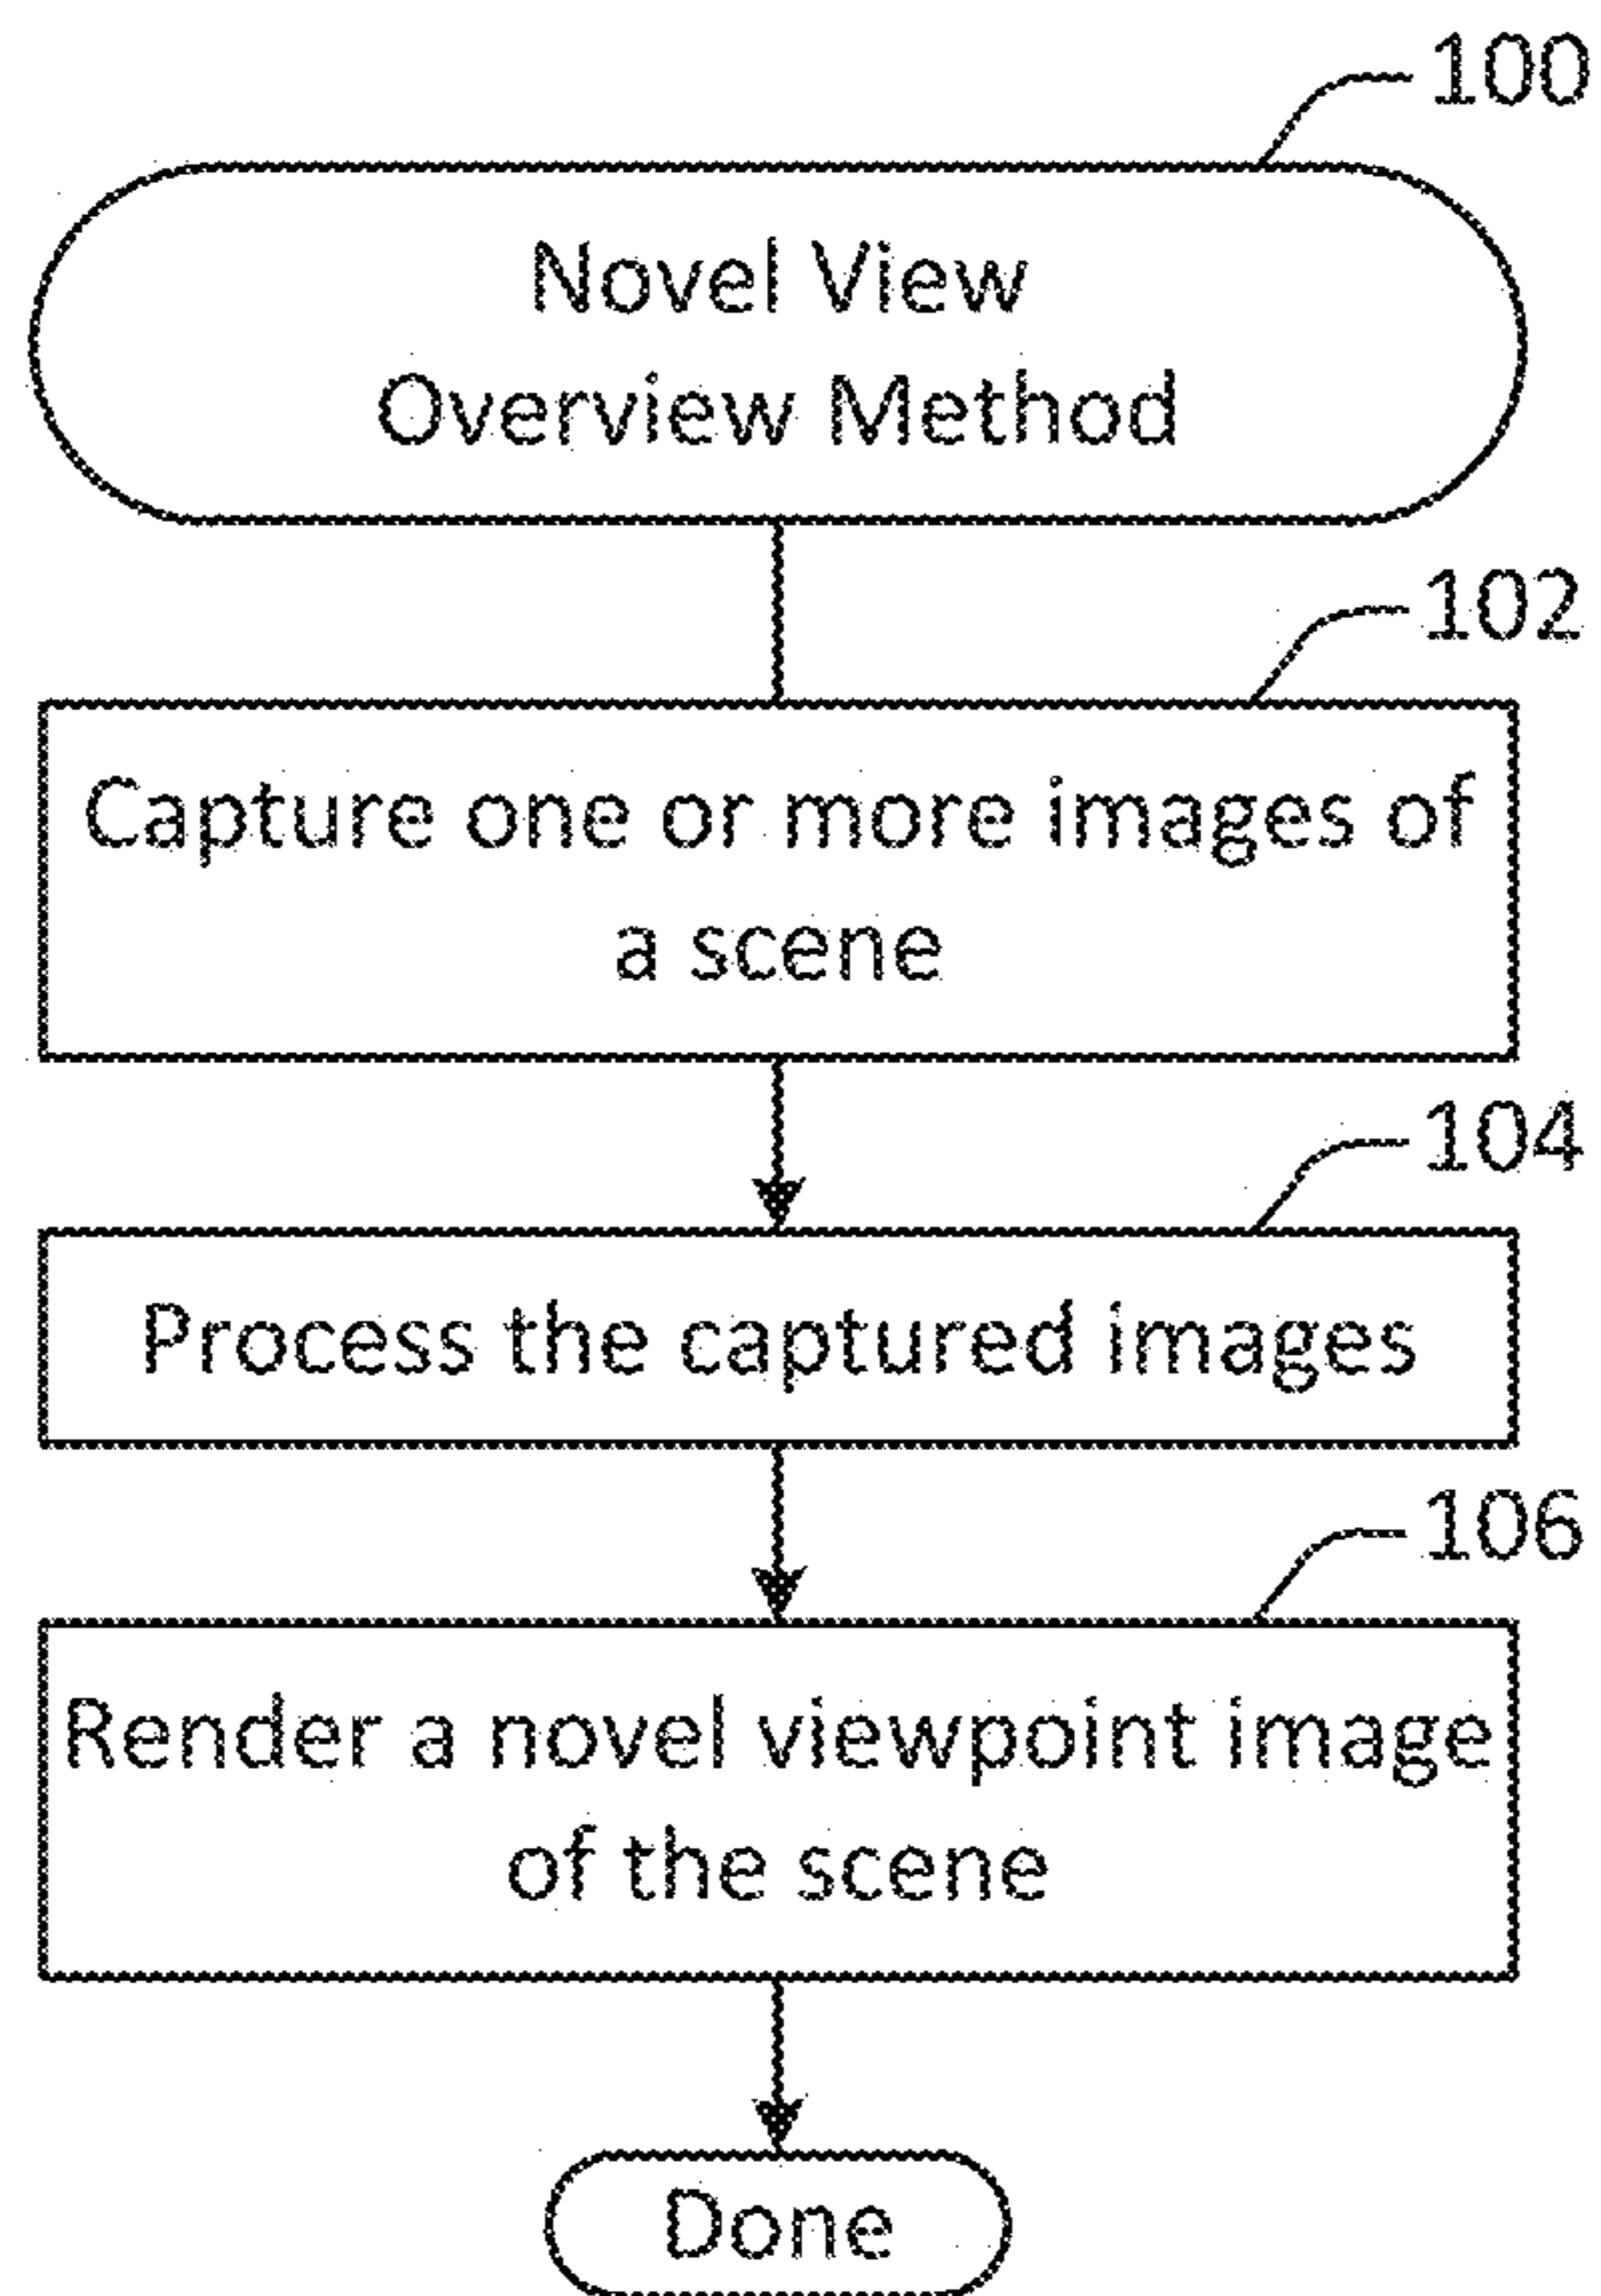 100
Novel View
Overview Method
102
Capture one or more images of
a scene
104
Process the captured images
106
Render a novel viewpoint image
of the scene
Done